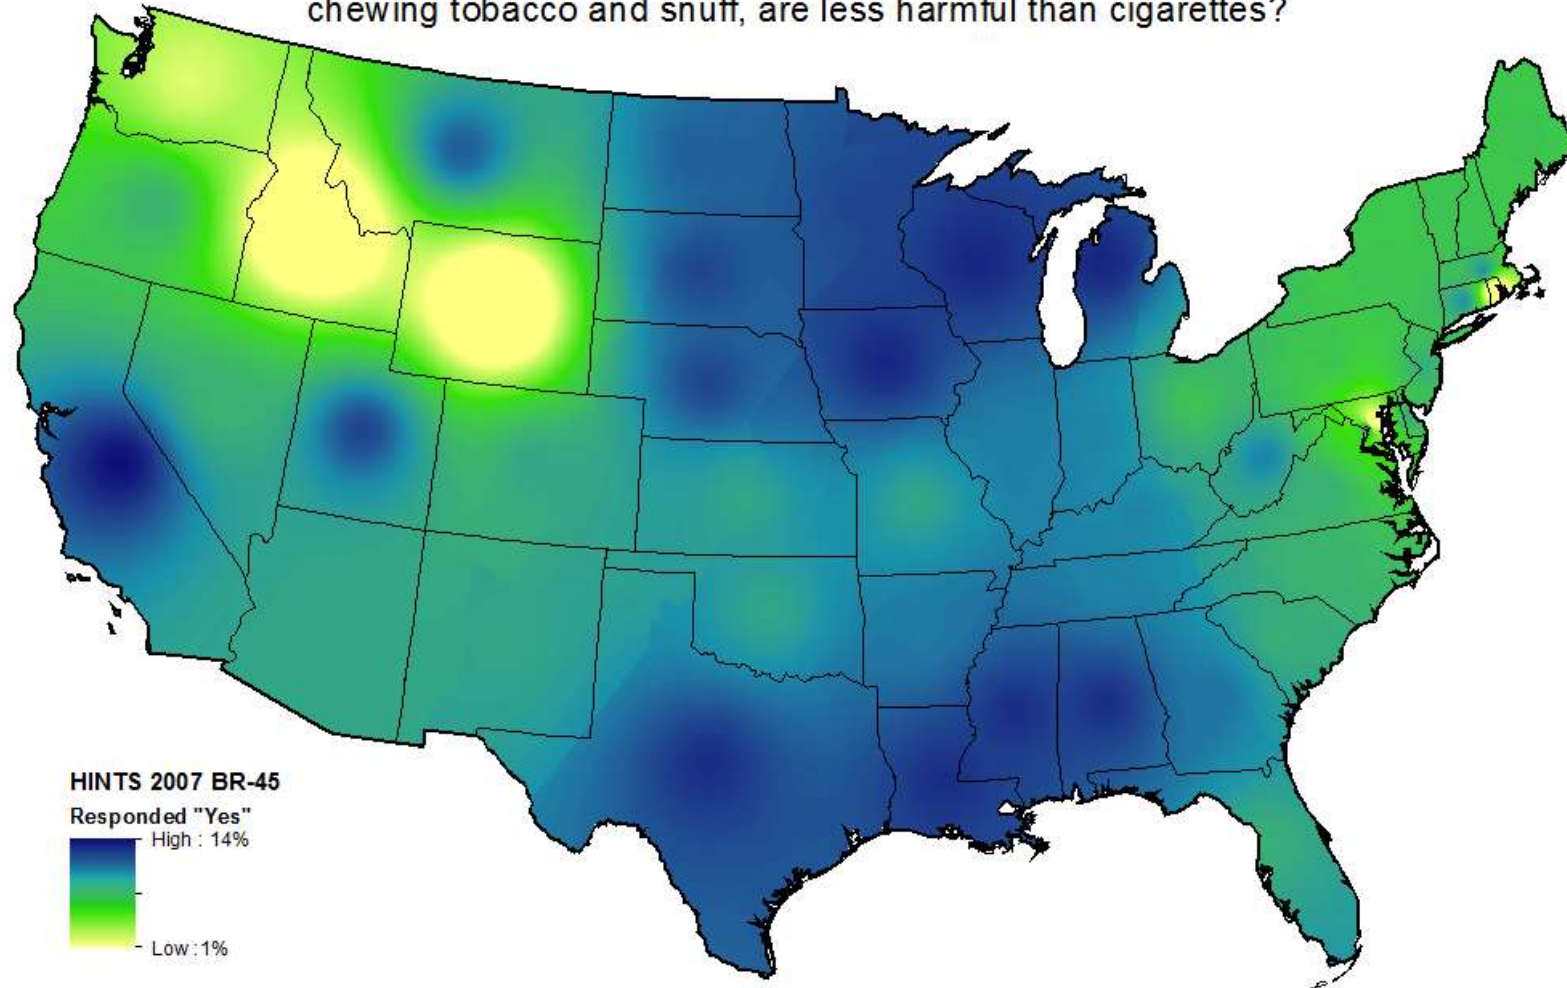 chewing tobacco and snuff, are less harmful than cigarettes?
HINTS 2007 BR-45
Responded "Yes"
High : 14%
Low : 1%